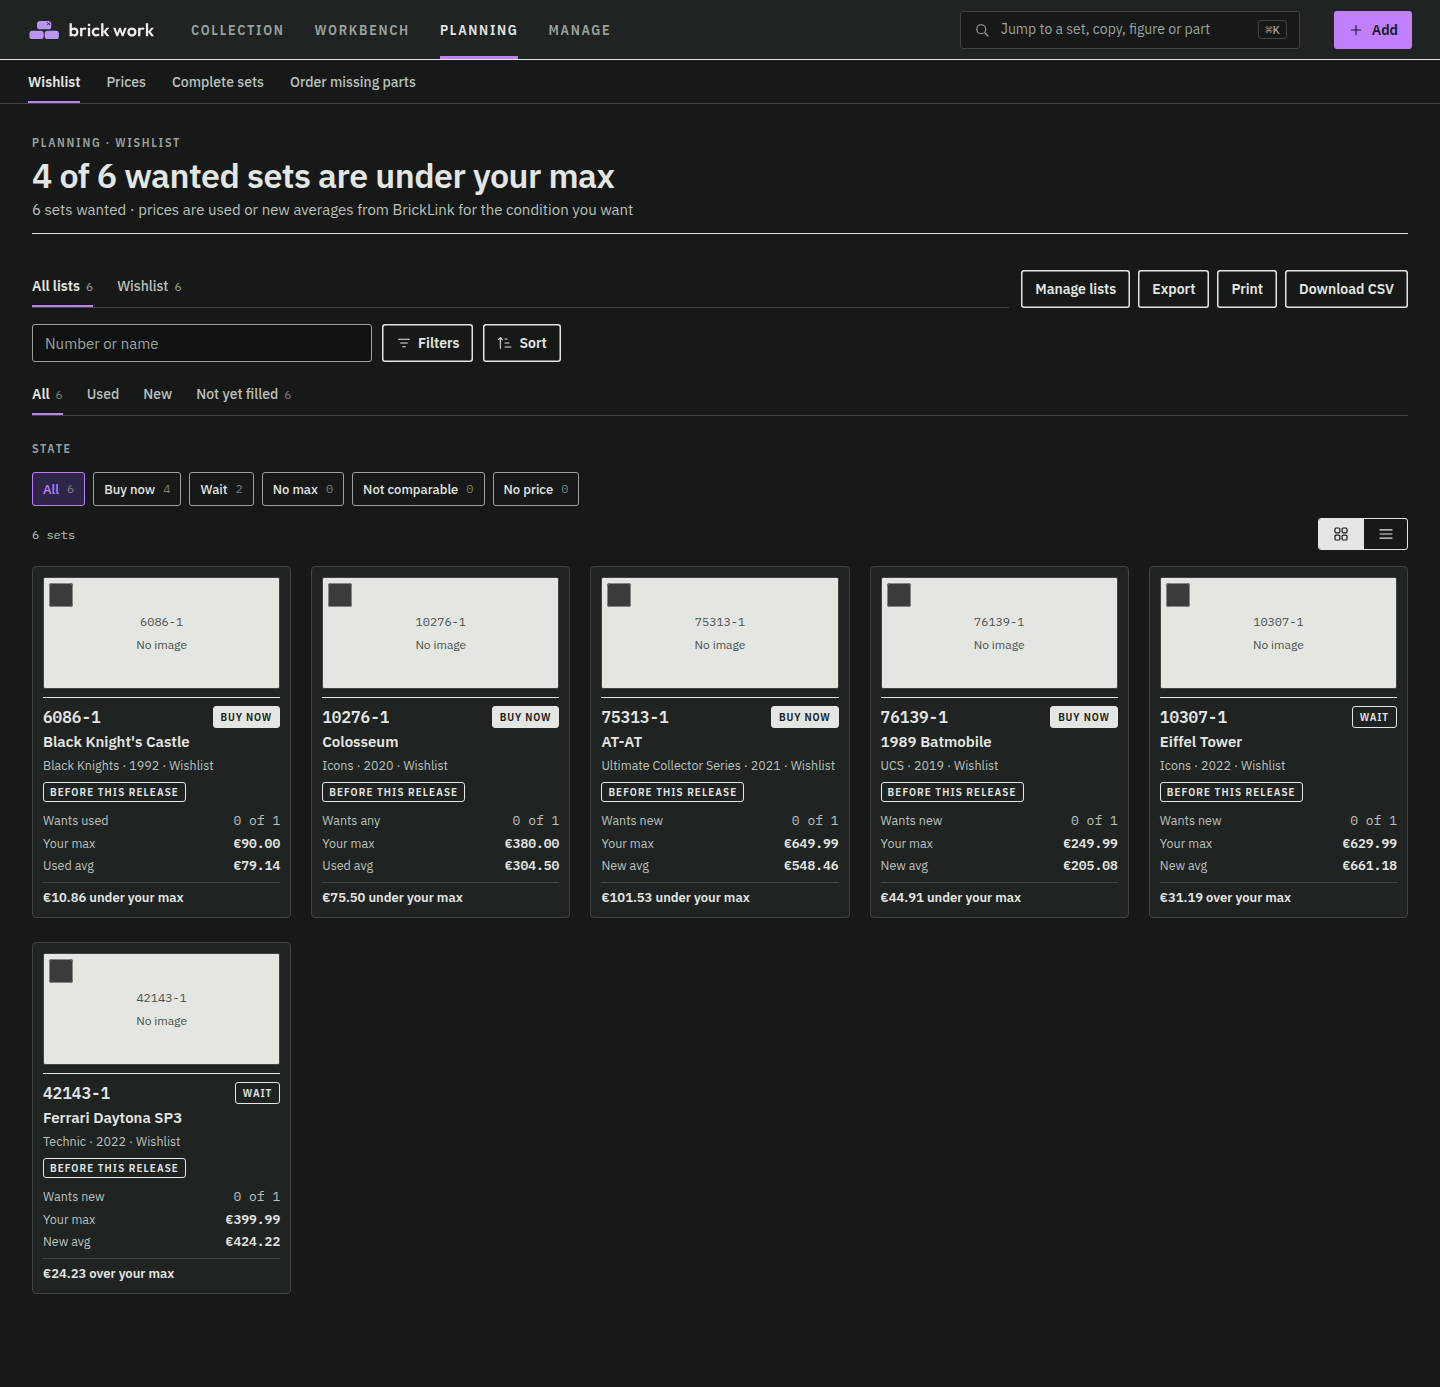 brick work COLLECTION WORKBENCH PLANNING MANAGE Jump to a set, copy, figure or part ⌘K + Add
Wishlist Prices Complete sets Order missing parts
PLANNING · WISHLIST
4 of 6 wanted sets are under your max
6 sets wanted · prices are used or new averages from BrickLink for the condition you want
All lists 6 Wishlist 6 Manage lists Export Print Download CSV
Number or name Filters Sort
All 6 Used New Not yet filled 6
STATE
All 6 Buy now 4 Wait 2 No max 0 Not comparable 0 No price 0
6 sets
6086-1
No image
6086-1 BUY NOW
Black Knight's Castle
Black Knights · 1992 · Wishlist
BEFORE THIS RELEASE
Wants used 0 of 1
Your max €90.00
Used avg €79.14
€10.86 under your max
10276-1
No image
10276-1 BUY NOW
Colosseum
Icons · 2020 · Wishlist
BEFORE THIS RELEASE
Wants any 0 of 1
Your max €380.00
Used avg €304.50
€75.50 under your max
75313-1
No image
75313-1 BUY NOW
AT-AT
Ultimate Collector Series · 2021 · Wishlist
BEFORE THIS RELEASE
Wants new 0 of 1
Your max €649.99
New avg €548.46
€101.53 under your max
76139-1
No image
76139-1 BUY NOW
1989 Batmobile
UCS · 2019 · Wishlist
BEFORE THIS RELEASE
Wants new 0 of 1
Your max €249.99
New avg €205.08
€44.91 under your max
10307-1
No image
10307-1 WAIT
Eiffel Tower
Icons · 2022 · Wishlist
BEFORE THIS RELEASE
Wants new 0 of 1
Your max €629.99
New avg €661.18
€31.19 over your max
42143-1
No image
42143-1 WAIT
Ferrari Daytona SP3
Technic · 2022 · Wishlist
BEFORE THIS RELEASE
Wants new 0 of 1
Your max €399.99
New avg €424.22
€24.23 over your max